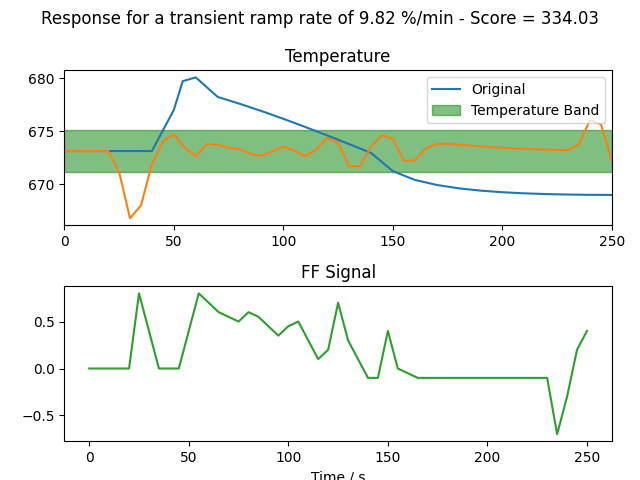 Response for a transient ramp rate of 9.82 %/min - Score = 334.03
Temperature
680
675
670
Original
Temperature Band
0 50 100 150 200 250
FF Signal
0.5
0.0
−0.5
0 50 100 150 200 250
Time / s